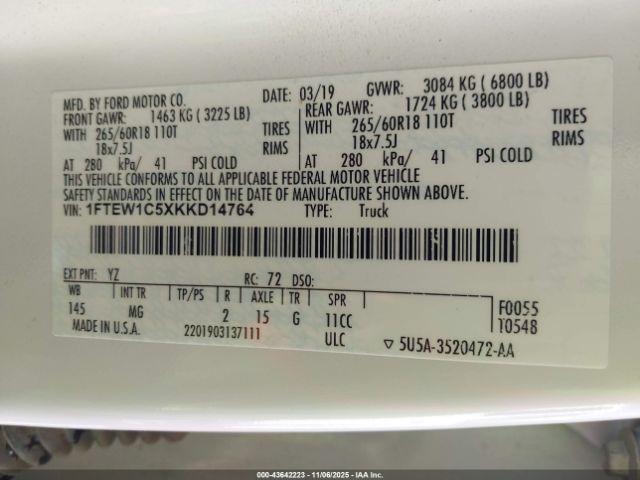 MFD. BY FORD MOTOR CO.
DATE: 03/19 GVWR: 3084 KG ( 6800 LB)
FRONT GAWR: 1463 KG ( 3225 LB)
REAR GAWR: 1724 KG ( 3800 LB)
WITH 265/60R18 110T TIRES
WITH 265/60R18 110T TIRES
18x7.5J RIMS
18x7.5J RIMS
AT 280 kPa/ 41 PSI COLD
AT 280 kPa/ 41 PSI COLD
THIS VEHICLE CONFORMS TO ALL APPLICABLE FEDERAL MOTOR VEHICLE
SAFETY STANDARDS IN EFFECT ON THE DATE OF MANUFACTURE SHOWN ABOVE.
VIN: 1FTEW1C5XKKD14764 TYPE: Truck
EXT PNT: YZ RC: 72 DSO:
WB INT TR TP/PS R AXLE TR SPR
145 MG 2 15 G 11CC
F0055
T0548
MADE IN U.S.A. 2201903137111 ULC
5U5A-3520472-AA
000-43642223 - 11/06/2025 - IAA Inc.